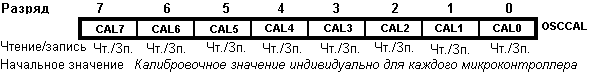 Разряд 7 6 5 4 3 2 1 0
CAL7 CAL6 CAL5 CAL4 CAL3 CAL2 CAL1 CAL0 OSCCAL
Чтение/запись Чт./Зп. Чт./Зп. Чт./Зп. Чт./Зп. Чт./Зп. Чт./Зп. Чт./Зп. Чт./Зп.
Начальное значение Калибровочное значение индивидуально для каждого микроконтроллера